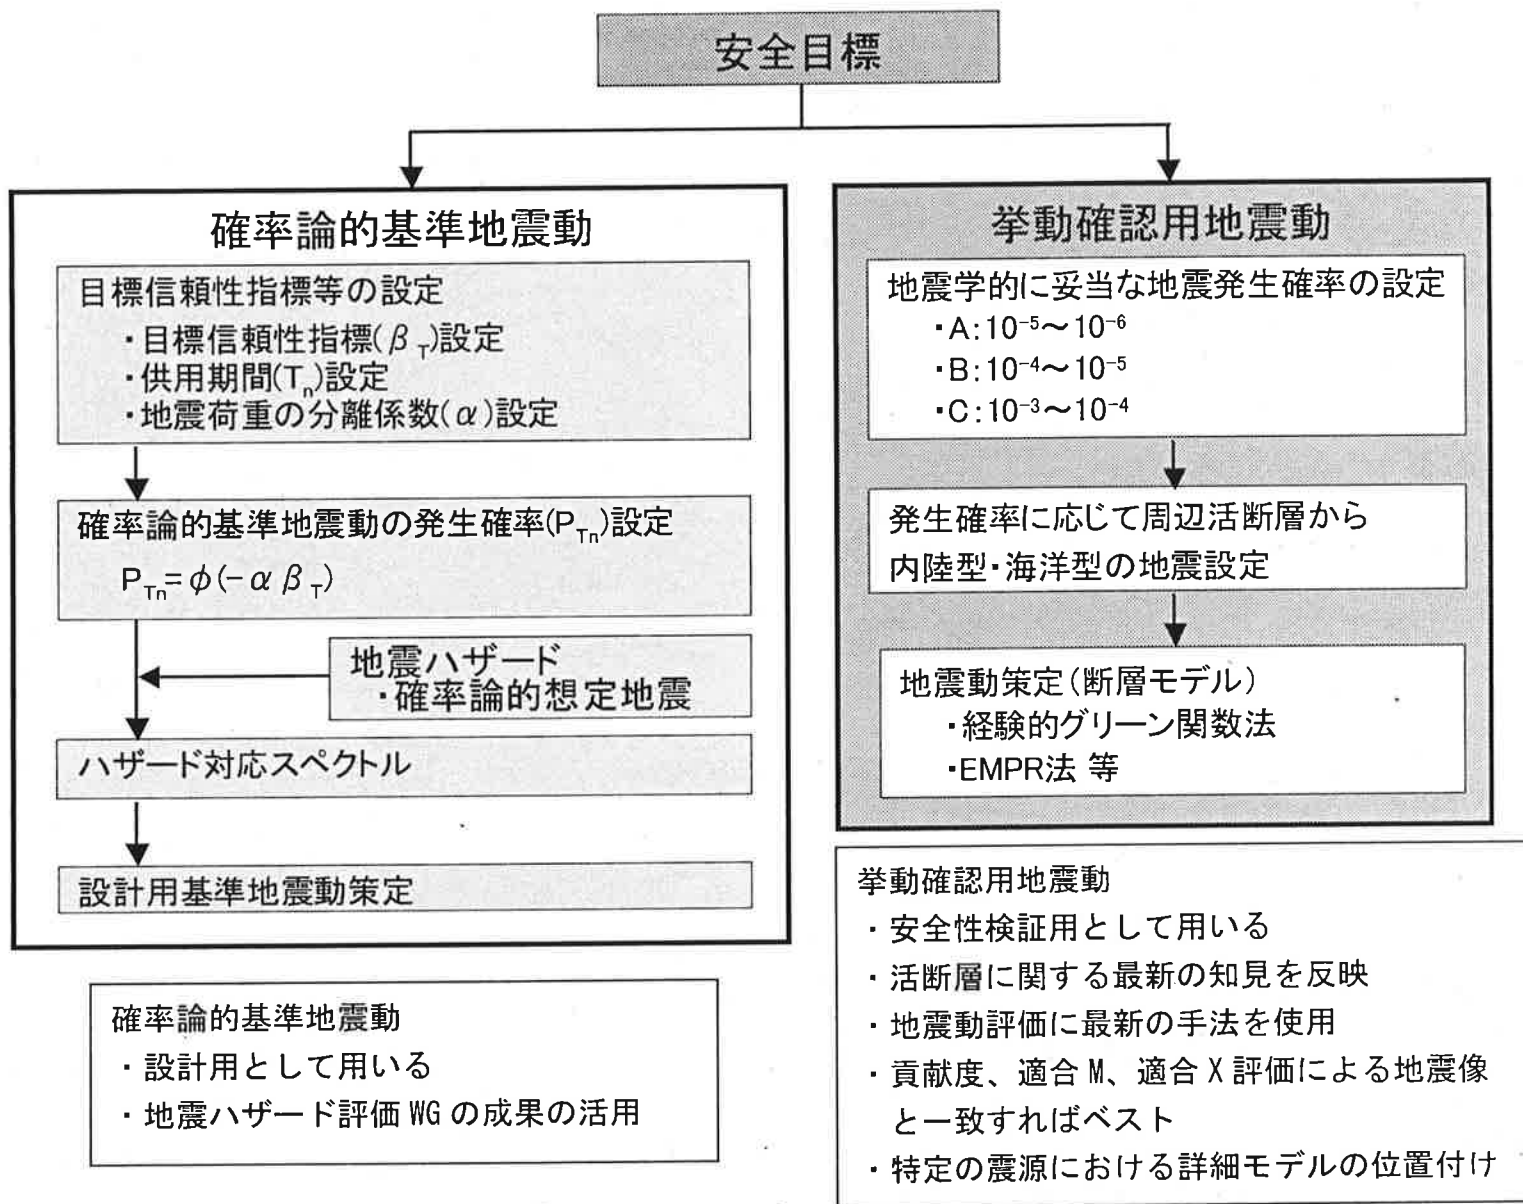 安全目標
確率論的基準地震動
目標信頼性指標等の設定
・目標信頼性指標(β_T)設定
・供用期間(T_n)設定
・地震荷重の分離係数(α)設定
確率論的基準地震動の発生確率(P_Tn)設定
P_Tn=φ(-αβ_T)
地震ハザード
・確率論的想定地震
ハザード対応スペクトル
設計用基準地震動策定
確率論的基準地震動
・設計用として用いる
・地震ハザード評価WGの成果の活用
挙動確認用地震動
地震学的に妥当な地震発生確率の設定
・A:10⁻⁵～10⁻⁶
・B:10⁻⁴～10⁻⁵
・C:10⁻³～10⁻⁴
発生確率に応じて周辺活断層から
内陸型・海洋型の地震設定
地震動策定(断層モデル)
・経験的グリーン関数法
・EMPR法 等
挙動確認用地震動
・安全性検証用として用いる
・活断層に関する最新の知見を反映
・地震動評価に最新の手法を使用
・貢献度、適合M、適合X評価による地震像
と一致すればベスト
・特定の震源における詳細モデルの位置付け